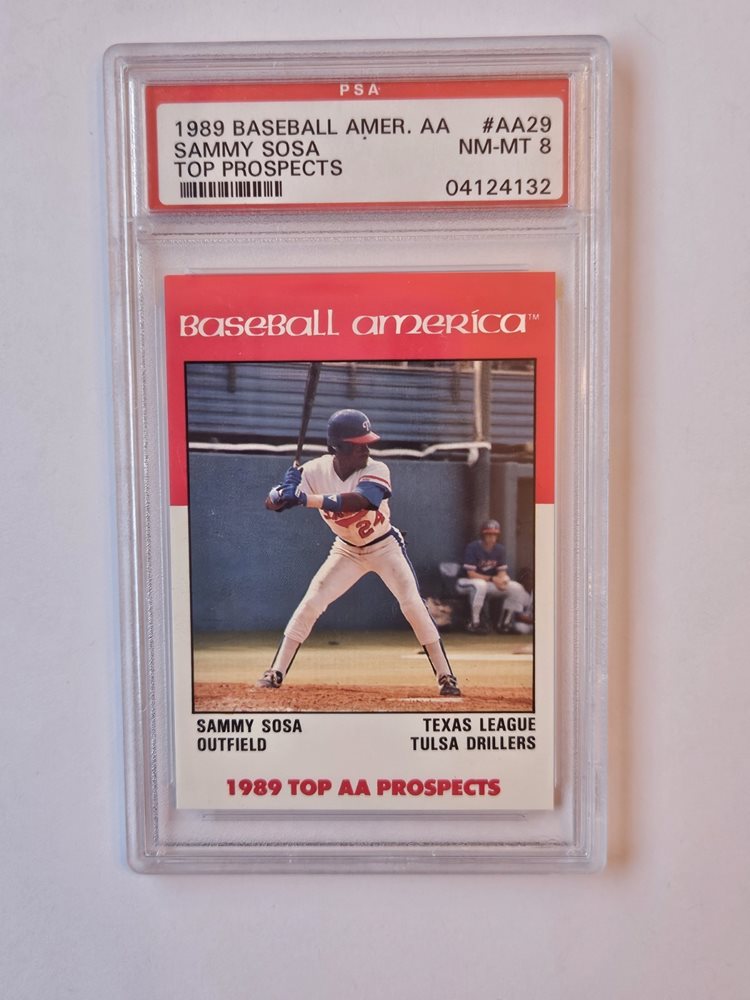 PSA
1989 BASEBALL AMER. AA #AA29
SAMMY SOSA NM-MT 8
TOP PROSPECTS
04124132
Baseball america™
24
SAMMY SOSA TEXAS LEAGUE
OUTFIELD TULSA DRILLERS
1989 TOP AA PROSPECTS